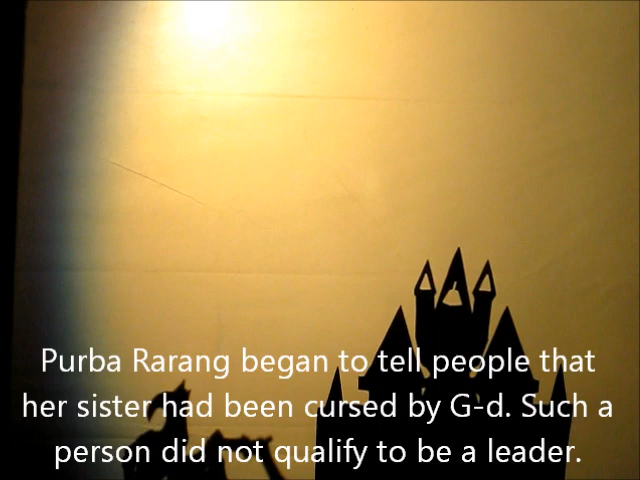 Purba Rarang began to tell people that
her sister had been cursed by G-d. Such a
person did not qualify to be a leader.